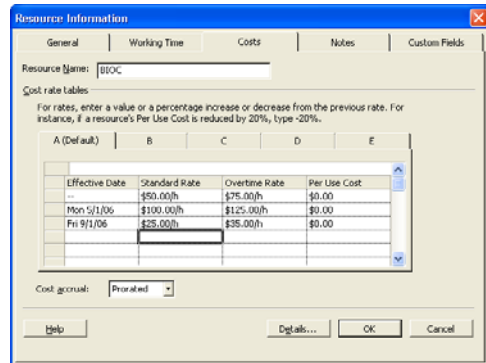 Resource Information
General Working Time Costs Notes Custom Fields
Resource Name: BIOC
Cost rate tables
For rates, enter a value or a percentage increase or decrease from the previous rate. For
instance, if a resource's Per Use Cost is reduced by 20%, type -20%.
A (Default) B C D E
Effective Date Standard Rate Overtime Rate Per Use Cost
-- $50.00/h $75.00/h $0.00
Mon 5/1/06 $100.00/h $125.00/h $0.00
Fri 9/1/06 $25.00/h $35.00/h $0.00
Cost accrual: Prorated
Help Details... OK Cancel